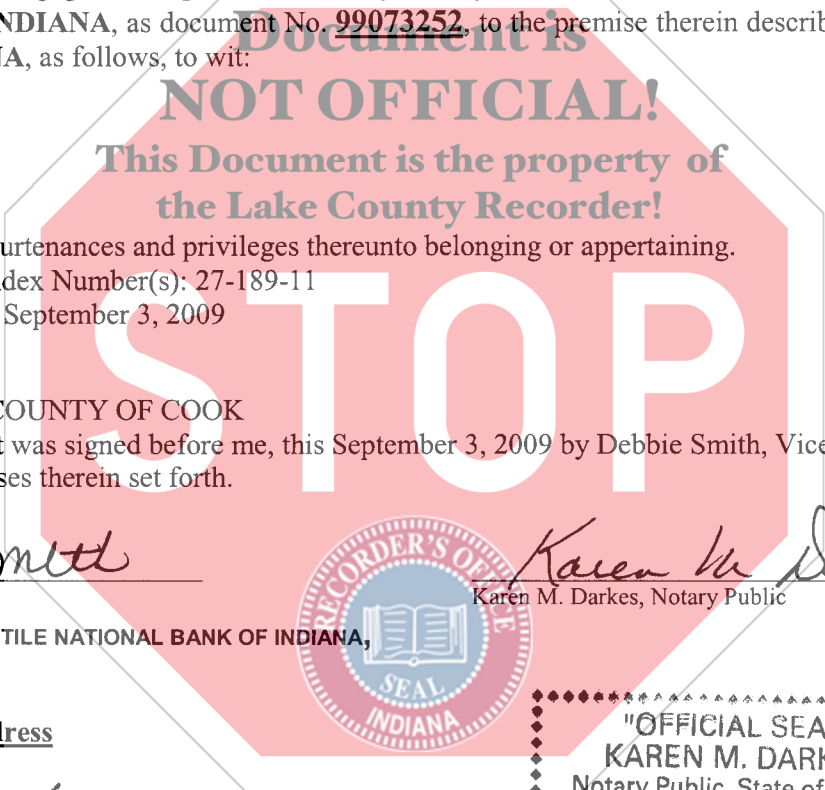 INDIANA, as document No. 99073252, to the premise therein describ
NA, as follows, to wit:
Document is
NOT OFFICIAL!
This Document is the property of
the Lake County Recorder!
urtenances and privileges thereunto belonging or appertaining.
dex Number(s): 27-189-11
September 3, 2009
STOP
COUNTY OF COOK
t was signed before me, this September 3, 2009 by Debbie Smith, Vice
ses therein set forth.
Karen M D
Karen M. Darkes, Notary Public
TILE NATIONAL BANK OF INDIANA,
RECORDER'S OFFICE
SEAL
INDIANA
dress
"OFFICIAL SEA
KAREN M. DARK
Notary Public, State of